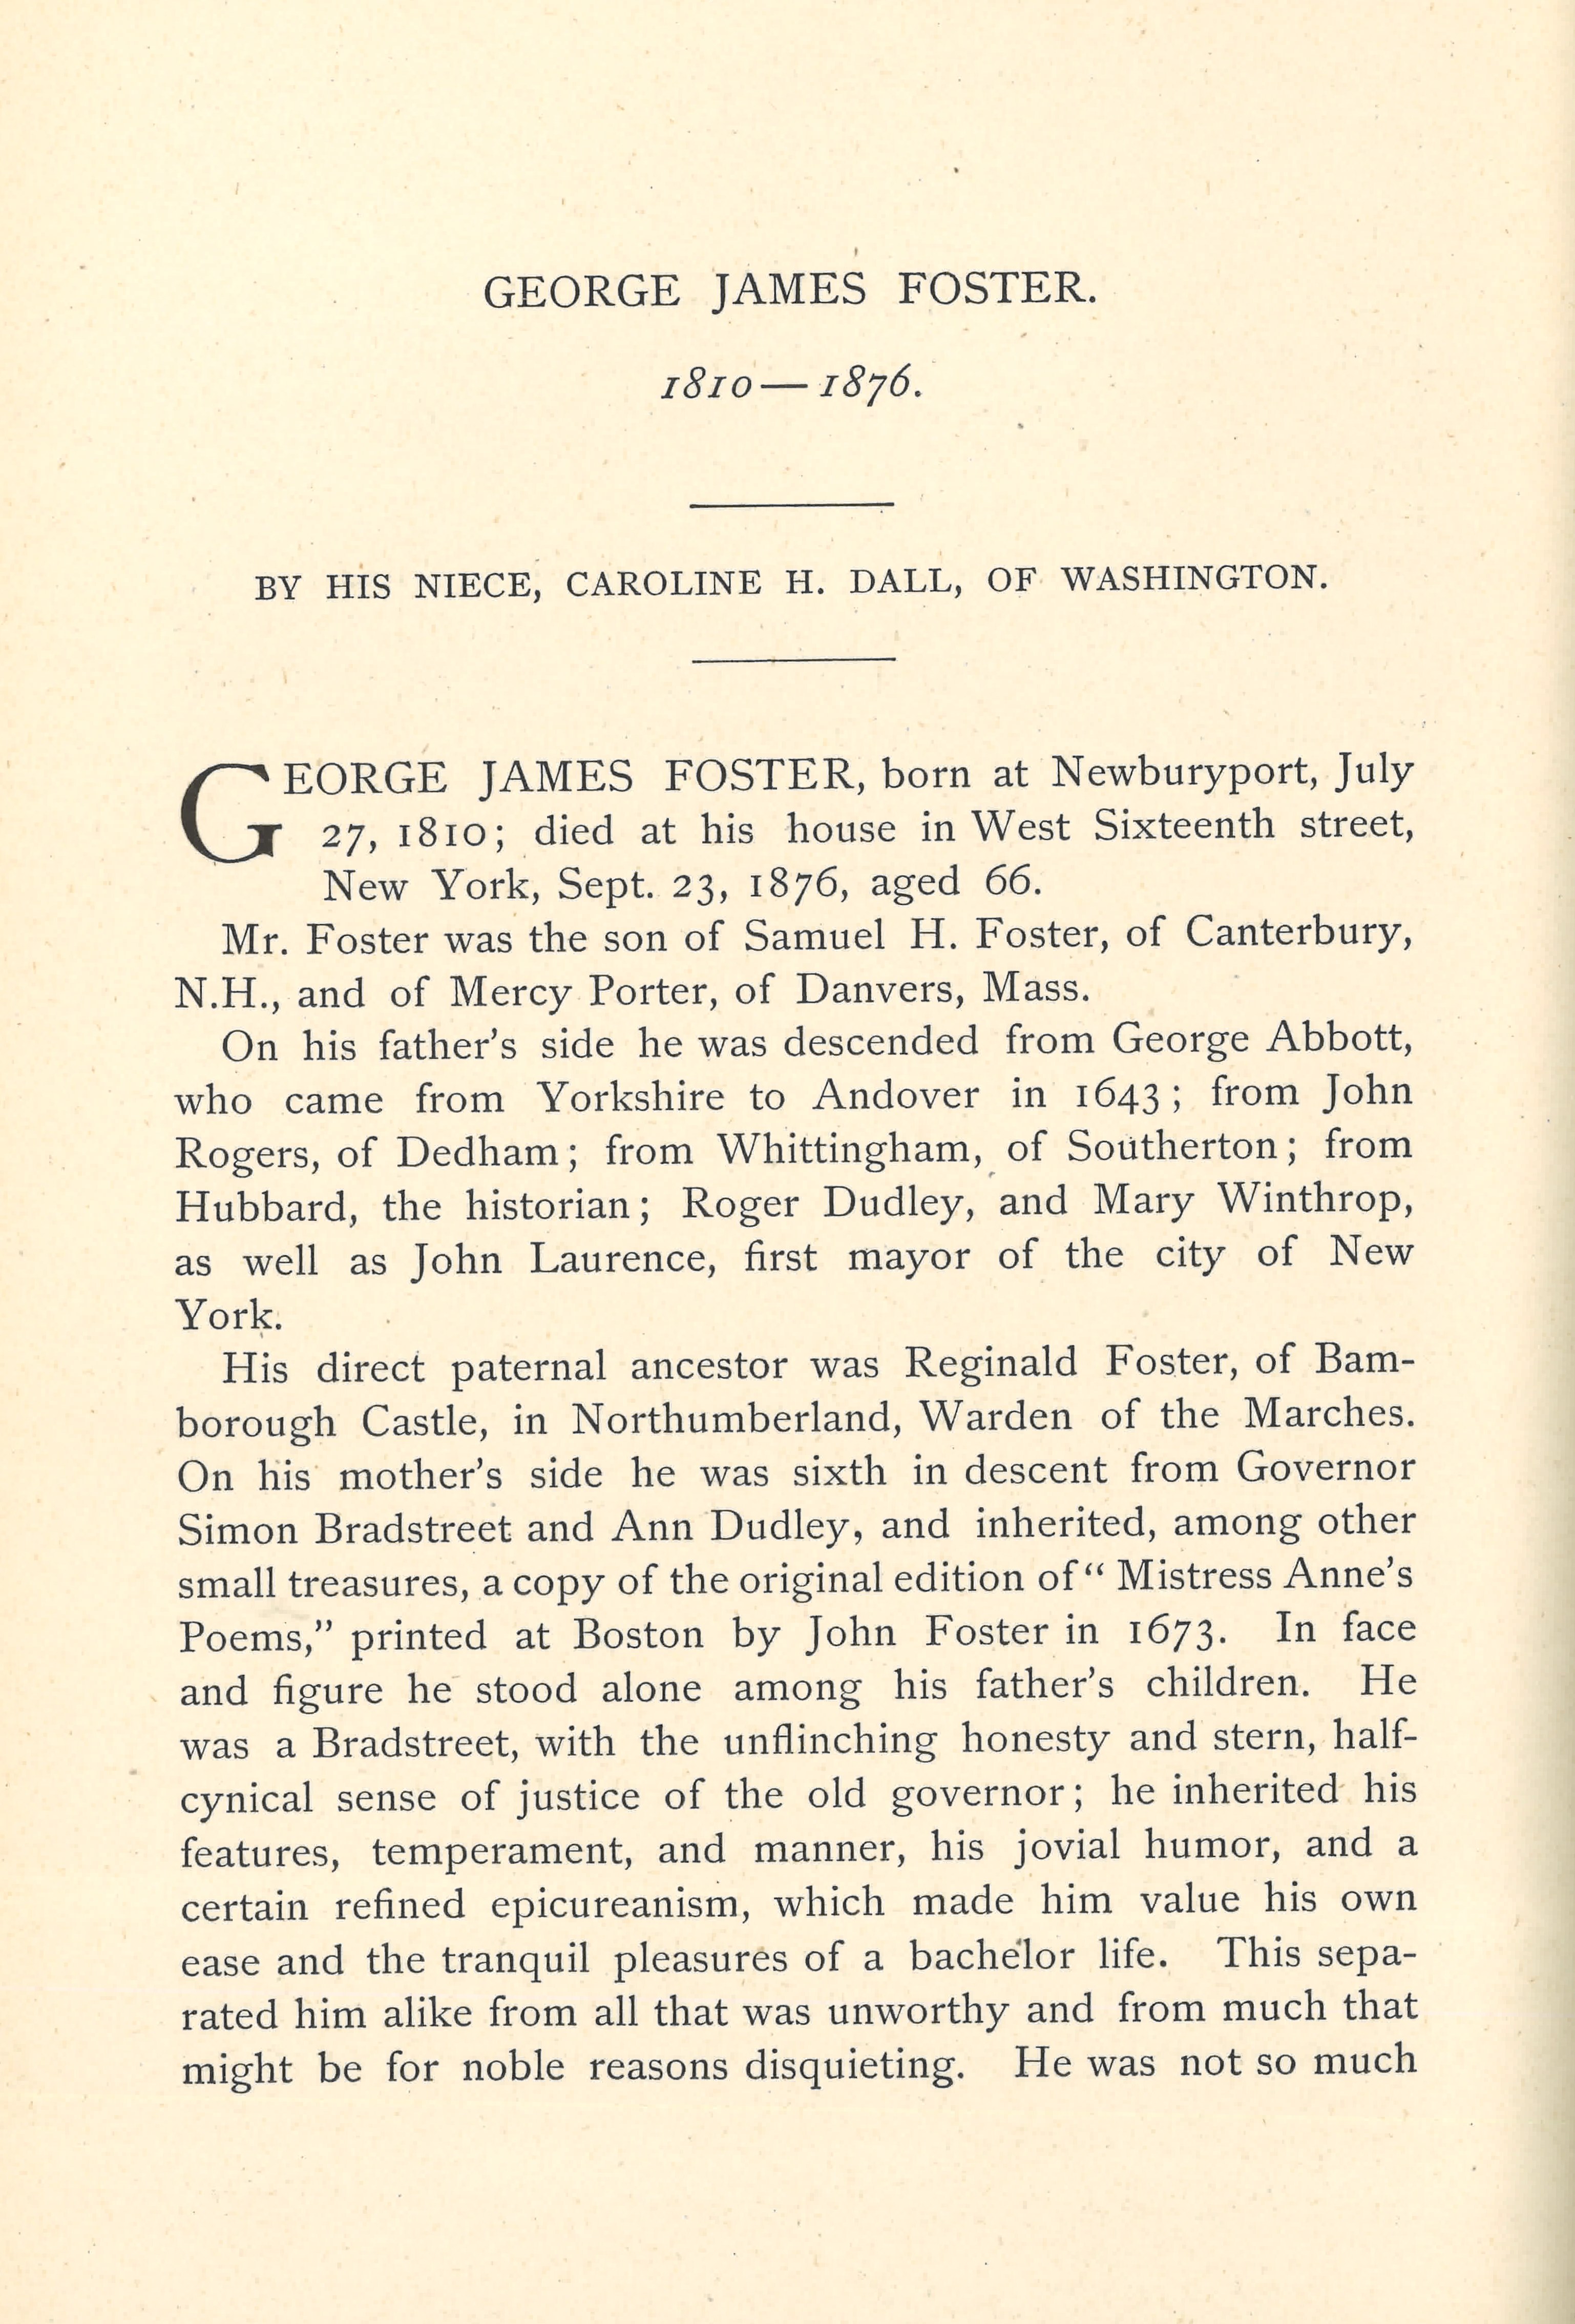 GEORGE JAMES FOSTER.
1810—1876.
BY HIS NIECE, CAROLINE H. DALL, OF WASHINGTON.
GEORGE JAMES FOSTER, born at Newburyport, July
27, 1810; died at his house in West Sixteenth street,
New York, Sept. 23, 1876, aged 66.
Mr. Foster was the son of Samuel H. Foster, of Canterbury,
N.H., and of Mercy Porter, of Danvers, Mass.
On his father's side he was descended from George Abbott,
who came from Yorkshire to Andover in 1643; from John
Rogers, of Dedham; from Whittingham, of Southerton; from
Hubbard, the historian; Roger Dudley, and Mary Winthrop,
as well as John Laurence, first mayor of the city of New
York.
His direct paternal ancestor was Reginald Foster, of Bam-
borough Castle, in Northumberland, Warden of the Marches.
On his mother's side he was sixth in descent from Governor
Simon Bradstreet and Ann Dudley, and inherited, among other
small treasures, a copy of the original edition of "Mistress Anne's
Poems," printed at Boston by John Foster in 1673. In face
and figure he stood alone among his father's children. He
was a Bradstreet, with the unflinching honesty and stern, half-
cynical sense of justice of the old governor; he inherited his
features, temperament, and manner, his jovial humor, and a
certain refined epicureanism, which made him value his own
ease and the tranquil pleasures of a bachelor life. This sepa-
rated him alike from all that was unworthy and from much that
might be for noble reasons disquieting. He was not so much